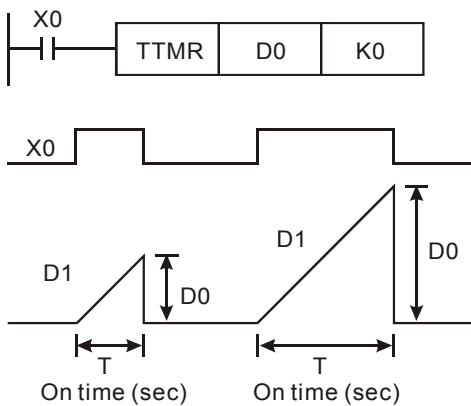 X0
TTMR D0 K0
X0
D1 D0 D1 D0
T T
On time (sec) On time (sec)